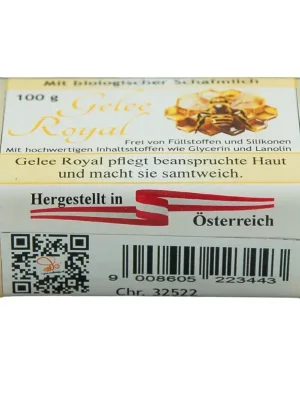 Mit biologischer Schafmilch
100 g
Gelee
Royal
Frei von Füllstoffen und Silikonen
Mit hochwertigen Inhaltsstoffen wie Glycerin und Lanolin
Gelee Royal pflegt beanspruchte Haut
und macht sie samtweich.
Hergestellt in
Österreich
9 008605 223443
Chr. 32522